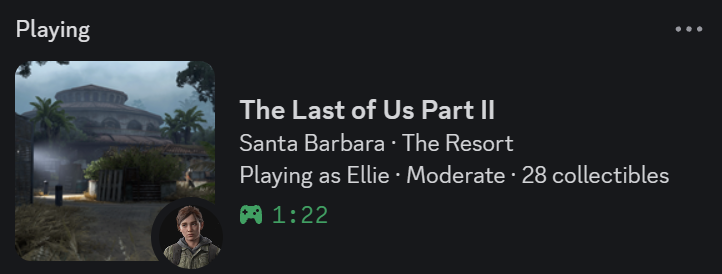 Playing
The Last of Us Part II
Santa Barbara · The Resort
Playing as Ellie · Moderate · 28 collectibles
1:22